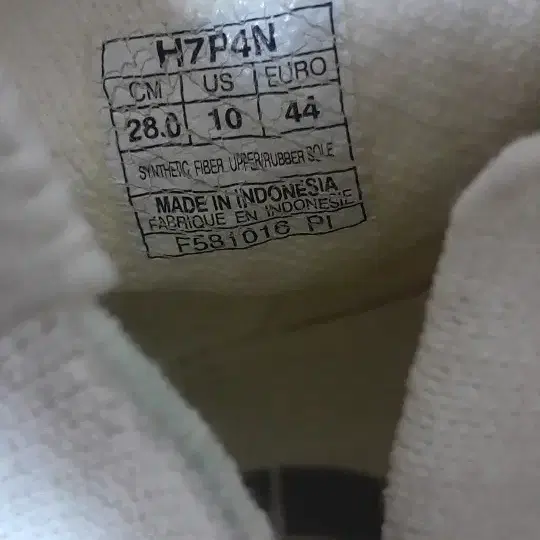 H7P4N
CM US EURO
28.0 10 44
SYNTHETIC FIBER UPPER/RUBBER SOLE
MADE IN INDONESIA
FABRIQUE EN INDONESIE
F581016 PI